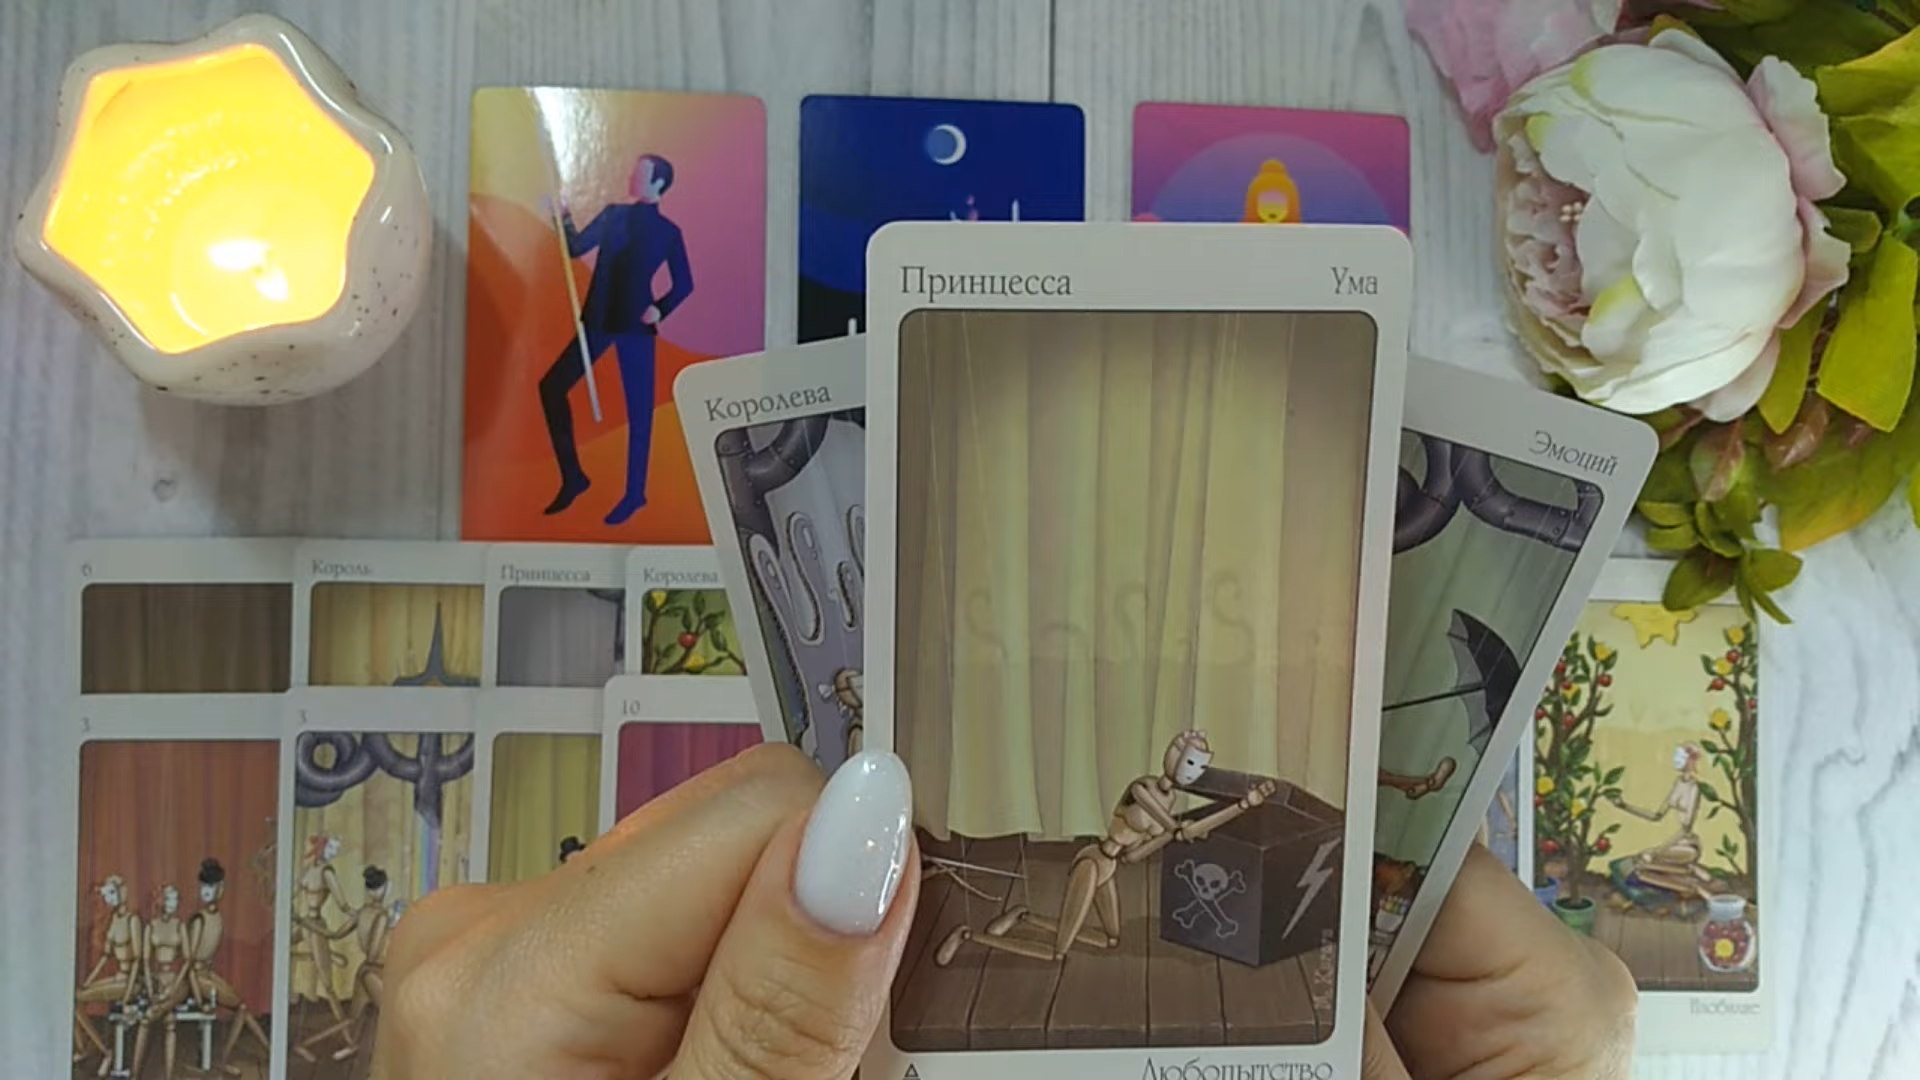 Принцесса Ума
Королева
Эмоций
6
Король
Принцесса
Королева
3
3
10
Любопытство